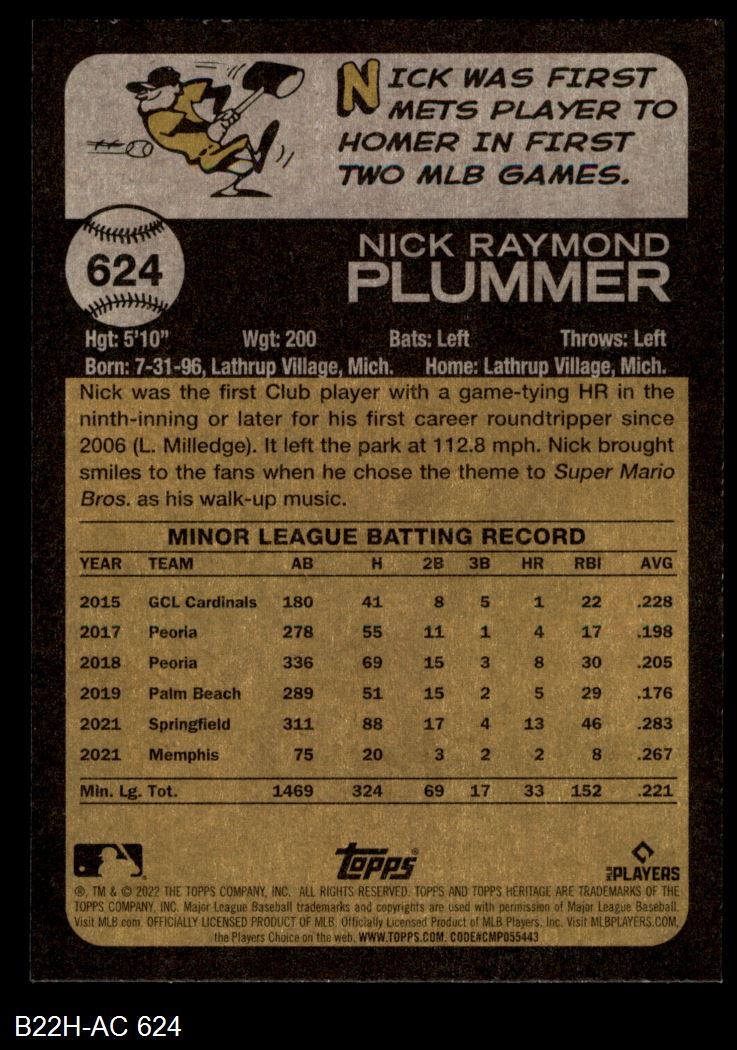 NICK WAS FIRST
METS PLAYER TO
HOMER IN FIRST
TWO MLB GAMES.
624
NICK RAYMOND
PLUMMER
Hgt: 5'10" Wgt: 200 Bats: Left Throws: Left
Born: 7-31-96, Lathrup Village, Mich. Home: Lathrup Village, Mich.
Nick was the first Club player with a game-tying HR in the
ninth-inning or later for his first career roundtripper since
2006 (L. Milledge). It left the park at 112.8 mph. Nick brought
smiles to the fans when he chose the theme to Super Mario
Bros. as his walk-up music.
MINOR LEAGUE BATTING RECORD
YEAR TEAM AB H 2B 3B HR RBI AVG
2015 GCL Cardinals 180 41 8 5 1 22 .228
2017 Peoria 278 55 11 1 4 17 .198
2018 Peoria 336 69 15 3 8 30 .205
2019 Palm Beach 289 51 15 2 5 29 .176
2021 Springfield 311 88 17 4 13 46 .283
2021 Memphis 75 20 3 2 2 8 .267
Min. Lg. Tot. 1469 324 69 17 33 152 .221
Topps MLB PLAYERS
®, TM & © 2022 THE TOPPS COMPANY, INC. ALL RIGHTS RESERVED. TOPPS AND TOPPS HERITAGE ARE TRADEMARKS OF THE
TOPPS COMPANY, INC. Major League Baseball trademarks and copyrights are used with permission of Major League Baseball.
Visit MLB.com. OFFICIALLY LICENSED PRODUCT OF MLB. Officially Licensed Product of MLB Players, Inc. Visit MLBPLAYERS.COM,
the Players Choice on the web. WWW.TOPPS.COM. CODE#CMP055443
B22H-AC 624